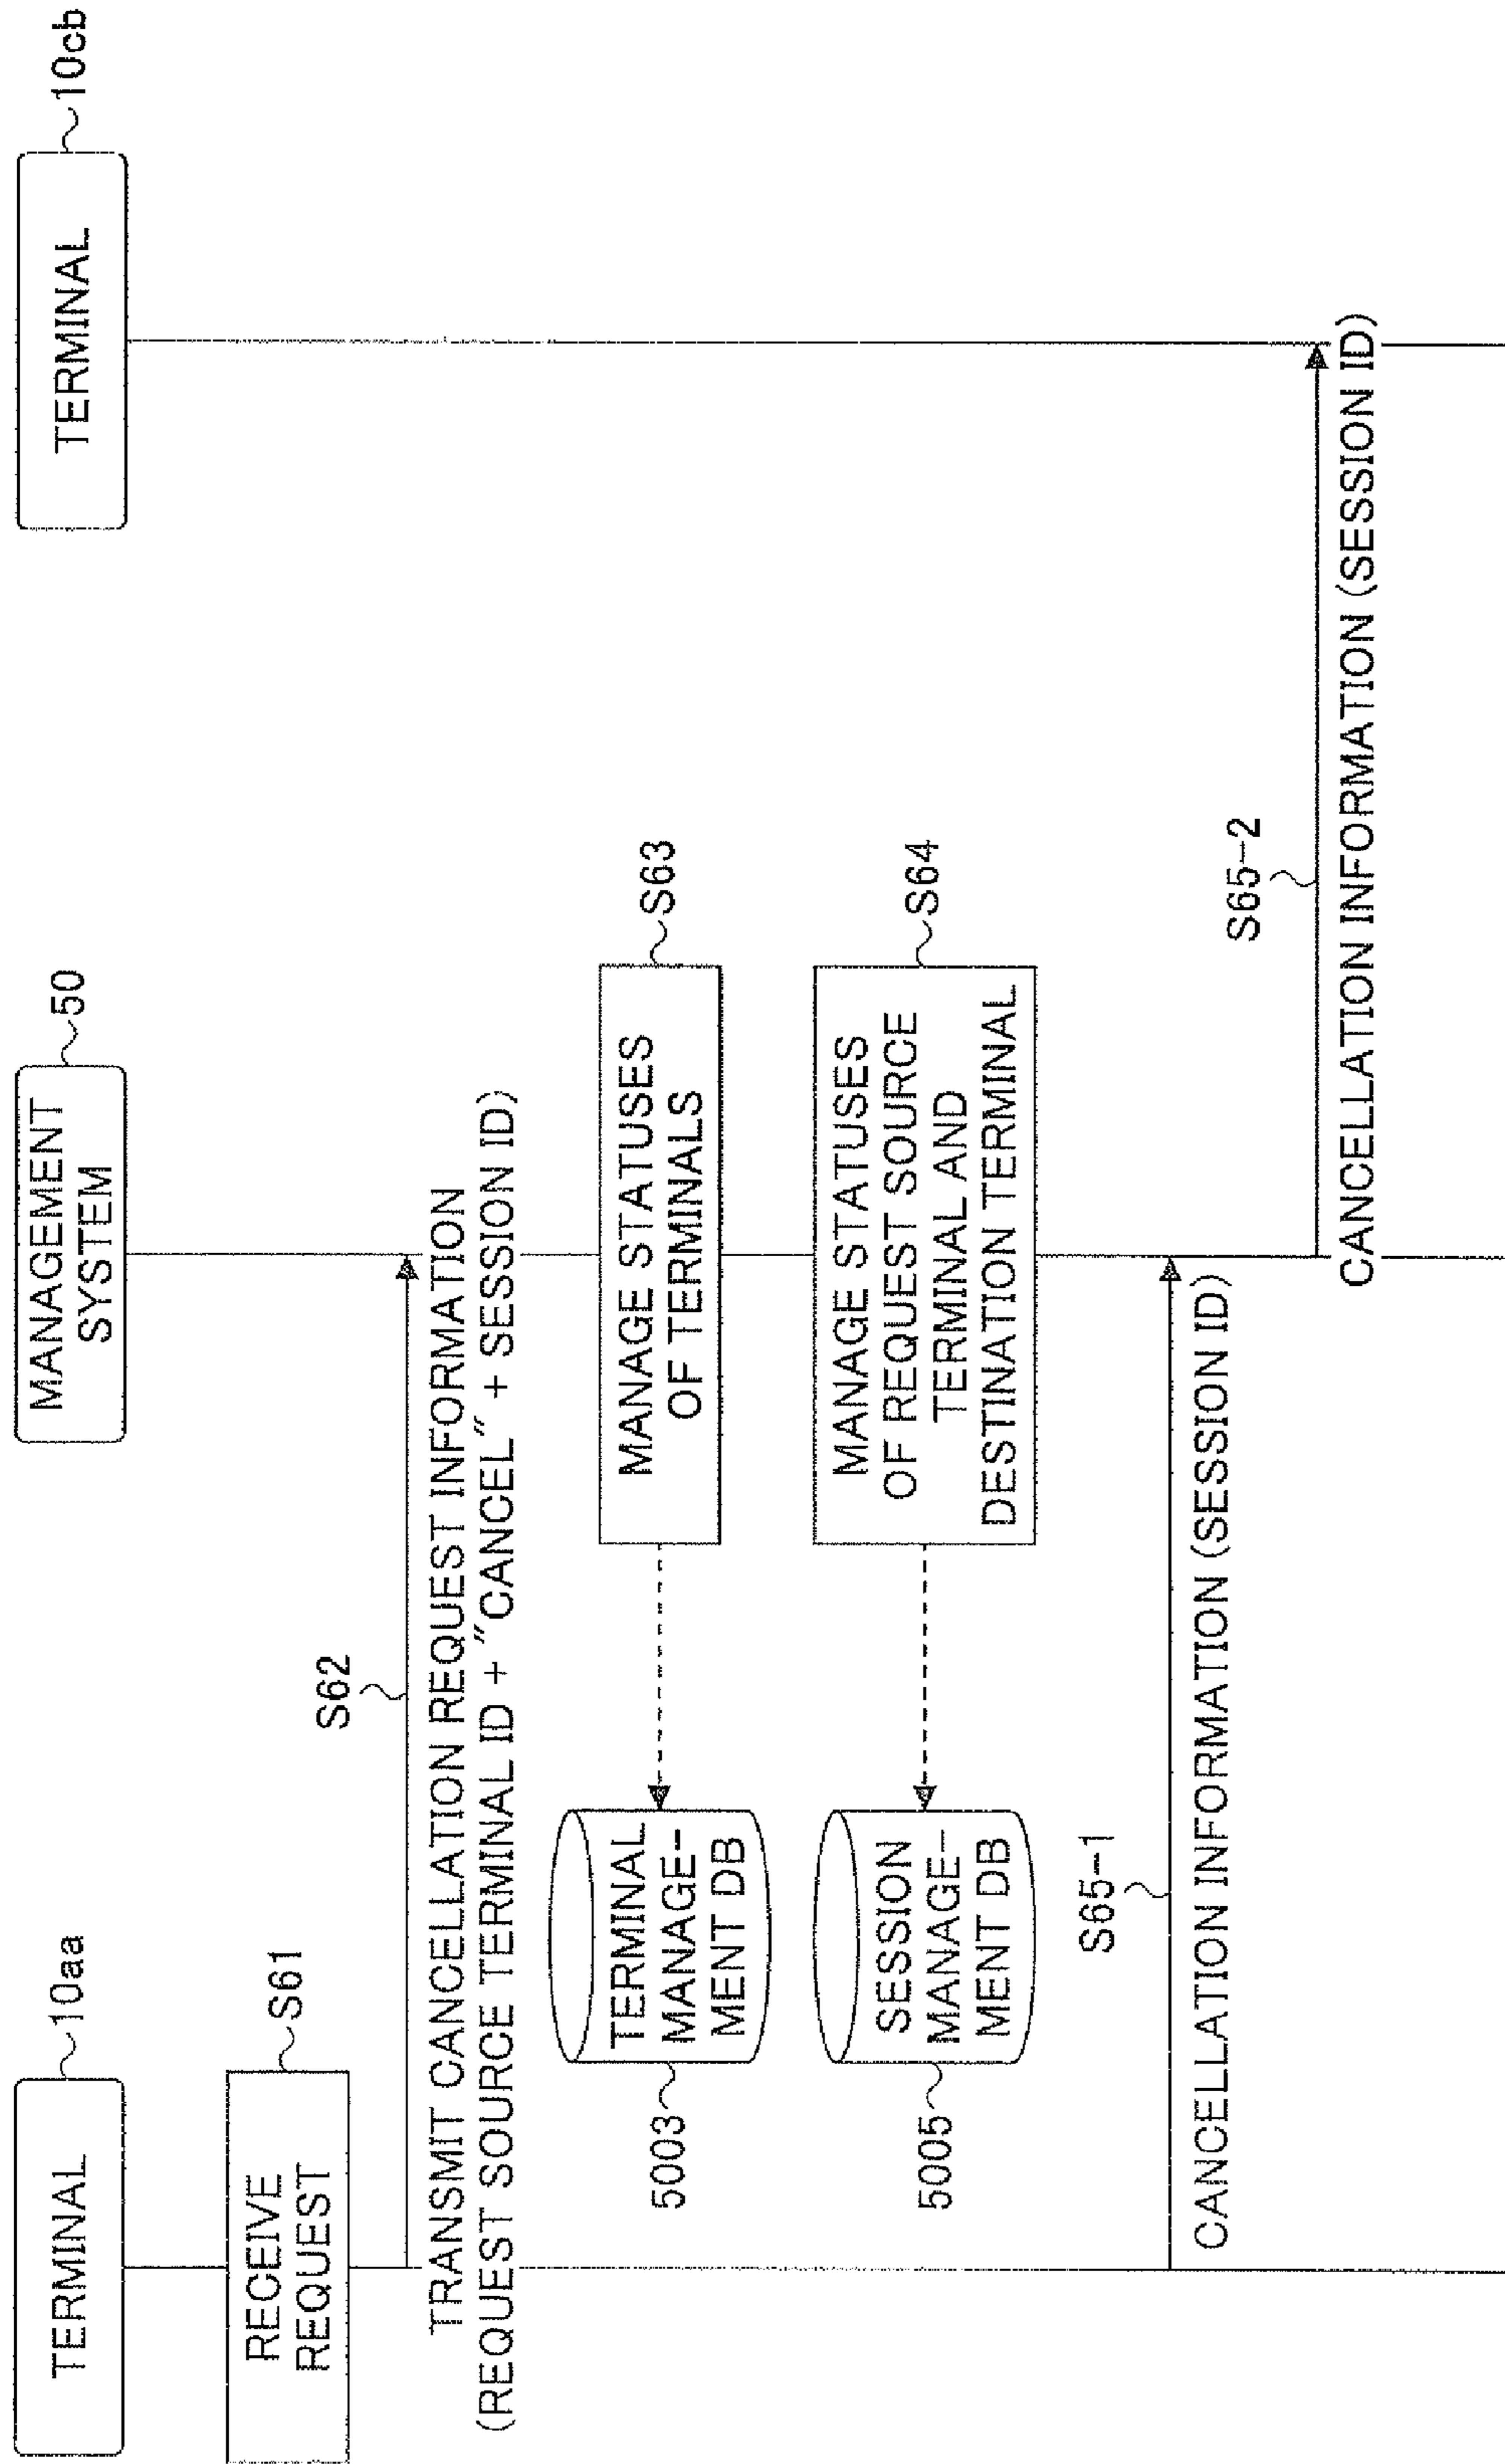 TERMINAL
10aa
MANAGEMENT
SYSTEM
50
TERMINAL
10cb
RECEIVE
REQUEST
S61
S62
TRANSMIT CANCELLATION REQUEST INFORMATION
(REQUEST SOURCE TERMINAL ID + "CANCEL" + SESSION ID)
MANAGE STATUSES
OF TERMINALS
S63
TERMINAL
MANAGE-
MENT DB
5003
MANAGE STATUSES
OF REQUEST SOURCE
TERMINAL AND
DESTINATION TERMINAL
S64
SESSION
MANAGE-
MENT DB
5005
S65-1
CANCELLATION INFORMATION (SESSION ID)
S65-2
CANCELLATION INFORMATION (SESSION ID)